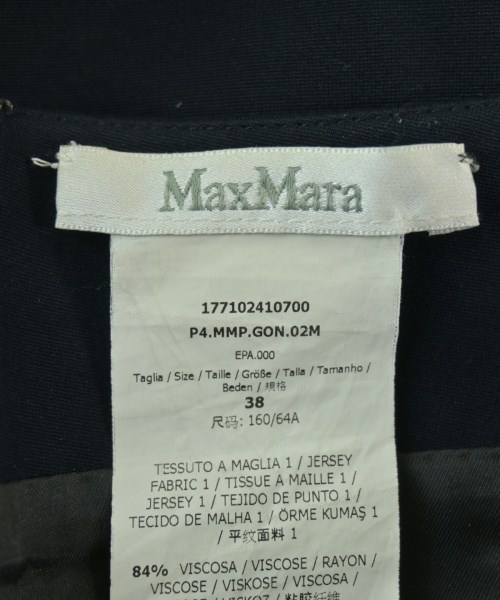 MaxMara
177102410700
P4.MMP.GON.02M
EPA.000
Taglia / Size / Taille / Größe / Talla / Tamanho /
Beden / 規格
38
尺码: 160/64A
TESSUTO A MAGLIA 1 / JERSEY
FABRIC 1 / TISSUE A MAILLE 1 /
JERSEY 1 / TEJIDO DE PUNTO 1 /
TECIDO DE MALHA 1 / ÖRME KUMAŞ 1
/ 平纹面料 1
84% VISCOSA / VISCOSE / RAYON /
VISCOSE / VISKOSE / VISCOSA /